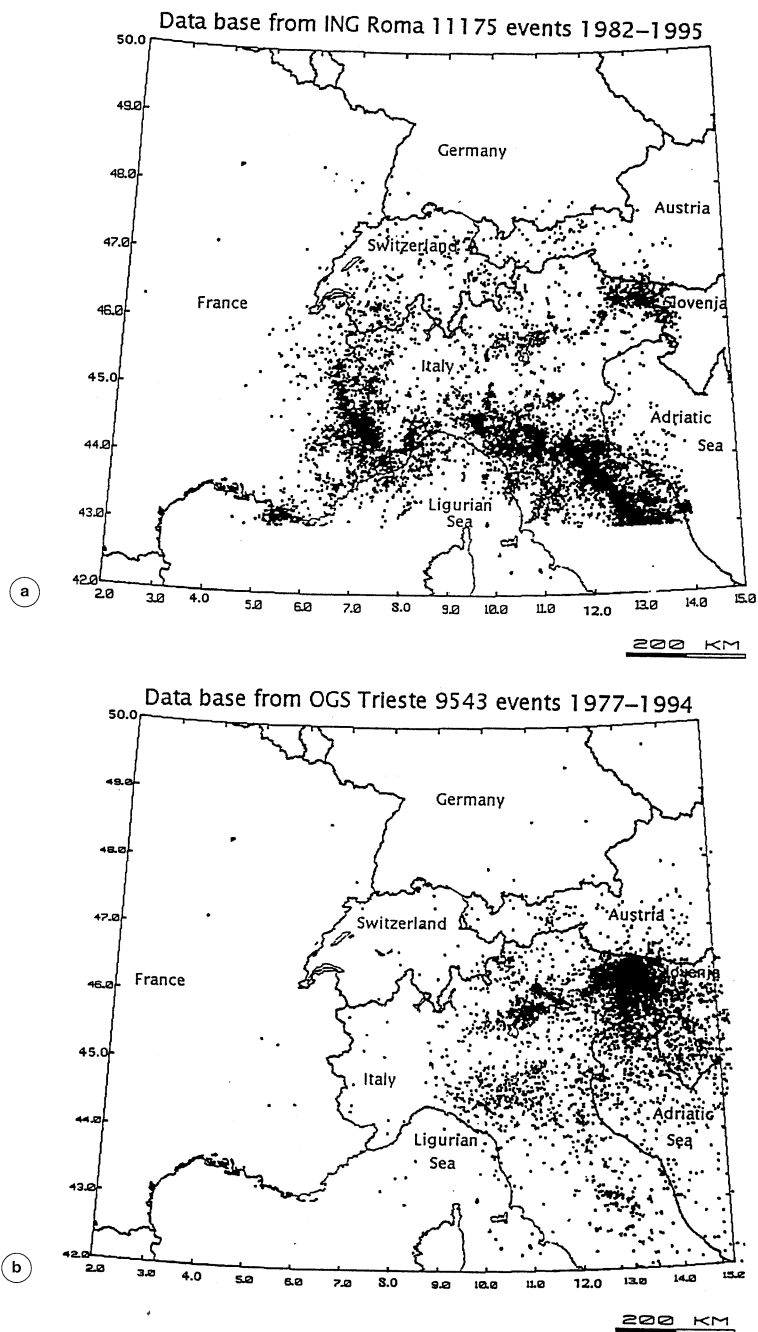 Data base from ING Roma 11175 events 1982–1995
50.0
49.0
Germany
48.0
Austria
47.0
Switzerland
46.0
France
Slovenja
Italy
45.0
Adriatic
Sea
44.0
43.0
Ligurian
Sea
42.0
a
2.0 3.0 4.0 5.0 6.0 7.0 8.0 9.0 10.0 11.0 12.0 13.0 14.0 15.0
200 KM
Data base from OGS Trieste 9543 events 1977–1994
50.0
49.0
Germany
48.0
47.0
Switzerland
Austria
46.0
France
Slovenja
45.0
Italy
44.0
Adriatic
Sea
Ligurian
Sea
43.0
42.0
b
2.0 3.0 4.0 5.0 6.0 7.0 8.0 9.0 10.0 11.0 12.0 13.0 14.0 15.0
200 KM